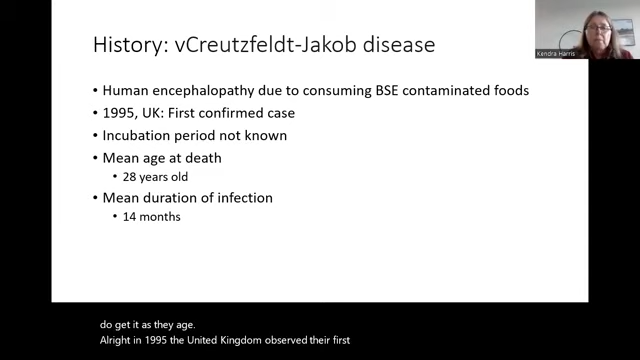 History: vCreutzfeldt-Jakob disease
Kendra Harris
• Human encephalopathy due to consuming BSE contaminated foods
• 1995, UK: First confirmed case
• Incubation period not known
• Mean age at death
• 28 years old
• Mean duration of infection
• 14 months
do get it as they age.
Alright in 1995 the United Kingdom observed their first